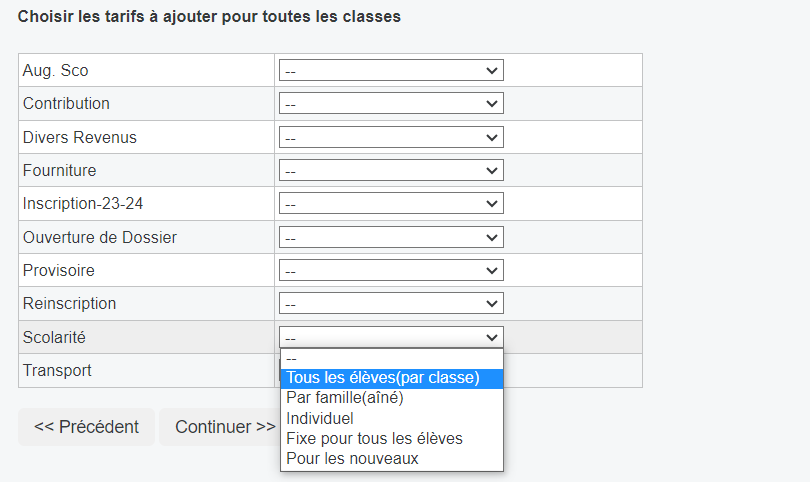 Choisir les tarifs à ajouter pour toutes les classes
Aug. Sco --
Contribution --
Divers Revenus --
Fourniture --
Inscription-23-24 --
Ouverture de Dossier --
Provisoire --
Reinscription --
Scolarité --
--
Tous les élèves(par classe)
Par famille(aîné)
Individuel
Fixe pour tous les élèves
Pour les nouveaux
Transport
<< Précédent Continuer >>